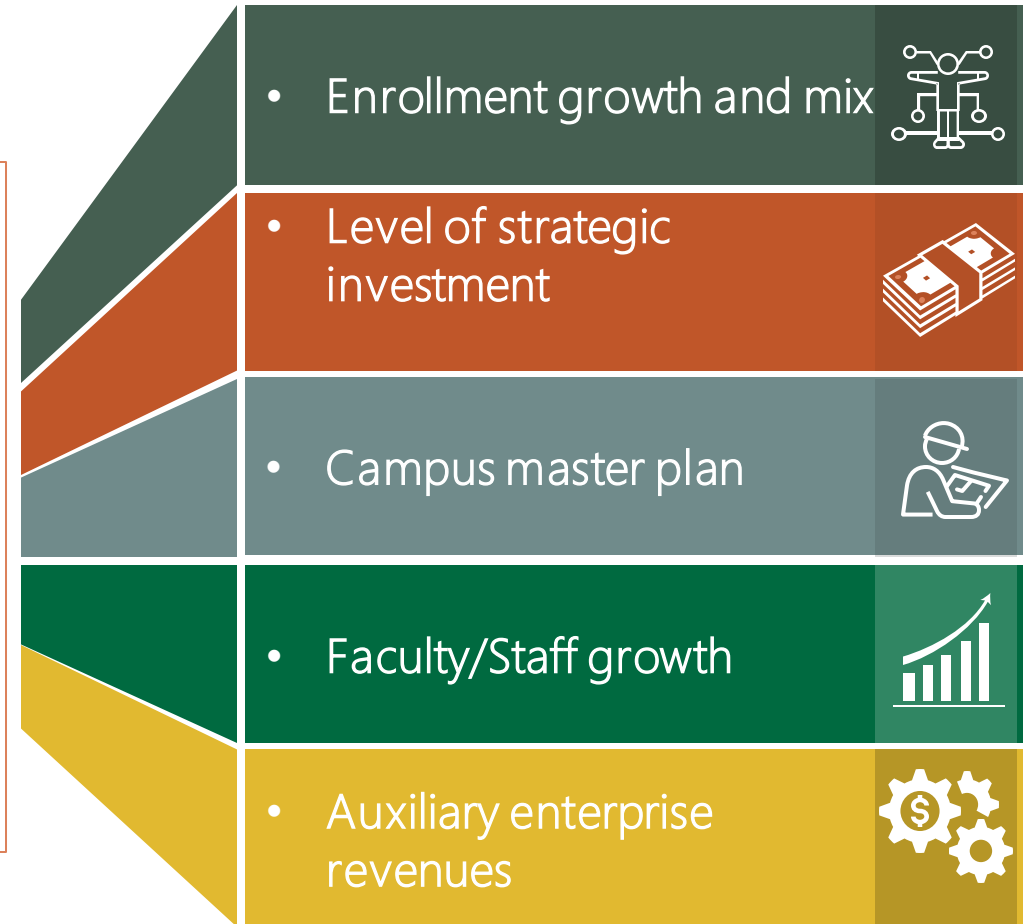 • Enrollment growth and mix
• Level of strategic
investment
• Campus master plan
• Faculty/Staff growth
• Auxiliary enterprise
revenues
$